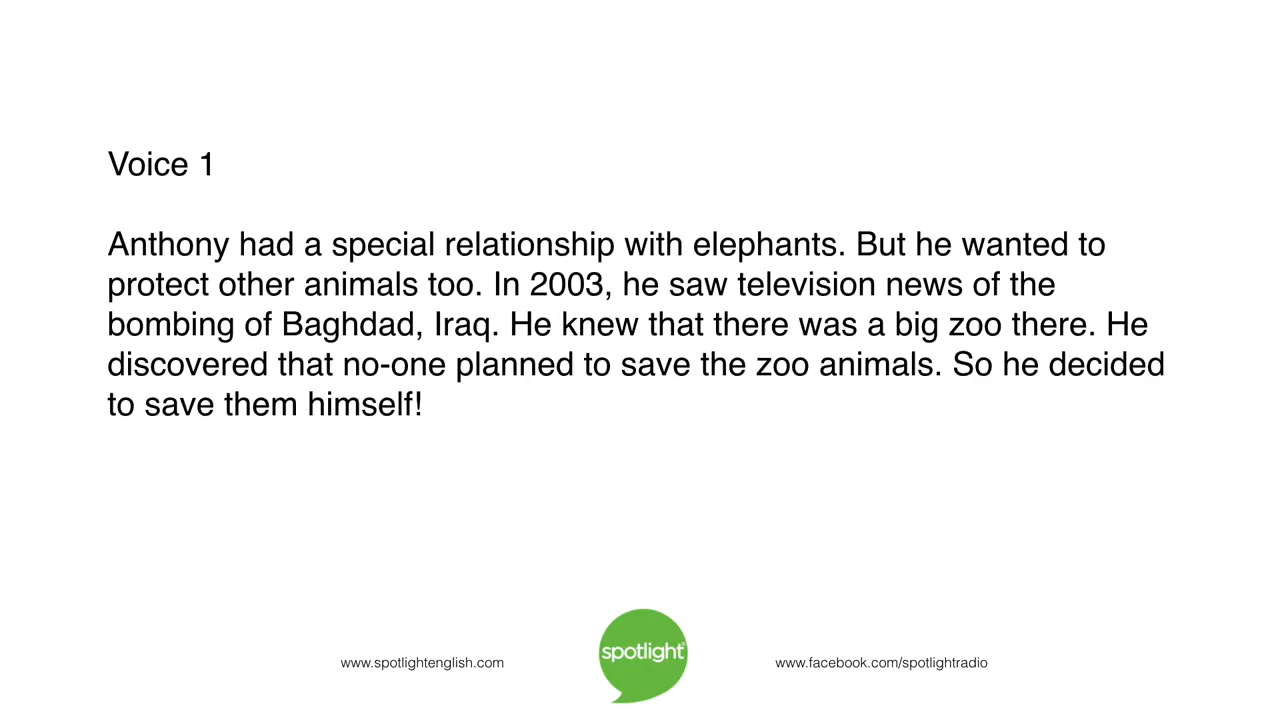 Voice 1
Anthony had a special relationship with elephants. But he wanted to
protect other animals too. In 2003, he saw television news of the
bombing of Baghdad, Iraq. He knew that there was a big zoo there. He
discovered that no-one planned to save the zoo animals. So he decided
to save them himself!
www.spotlightenglish.com
spotlight
www.facebook.com/spotlightradio